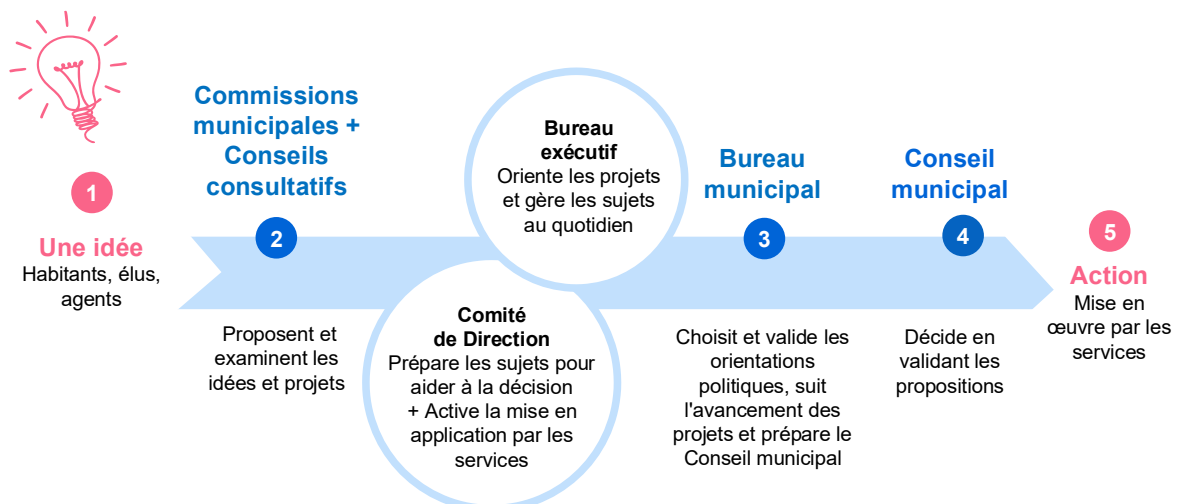 1
Une idée
Habitants, élus,
agents
Commissions
municipales +
Conseils
consultatifs
2
Proposent et
examinent les
idées et projets
Bureau
exécutif
Oriente les projets
et gère les sujets
au quotidien
Comité
de Direction
Prépare les sujets pour
aider à la décision
+ Active la mise en
application par les
services
Bureau
municipal
3
Choisit et valide les
orientations
politiques, suit
l'avancement des
projets et prépare le
Conseil municipal
Conseil
municipal
4
Décide en
validant les
propositions
5
Action
Mise en
œuvre par les
services